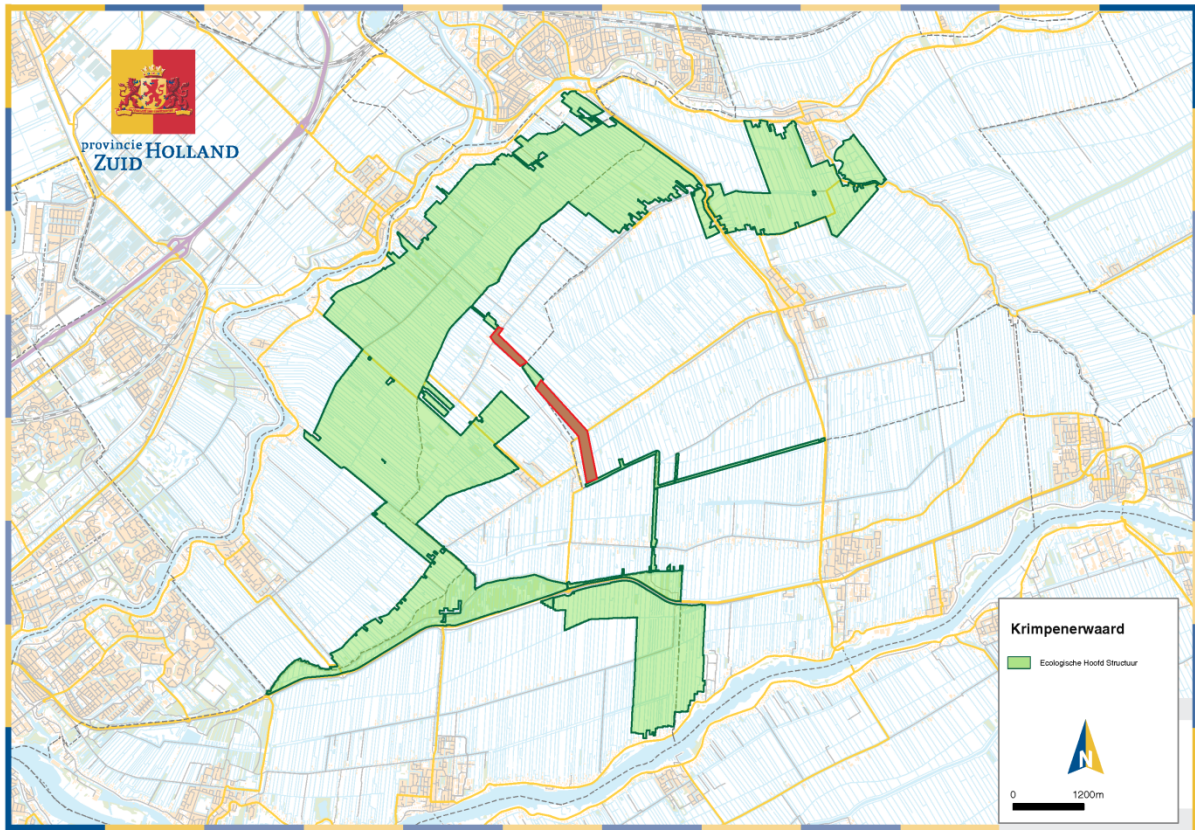 provincie
ZUID HOLLAND
Krimpenerwaard
Ecologische Hoofd Structuur
N
0 1200m